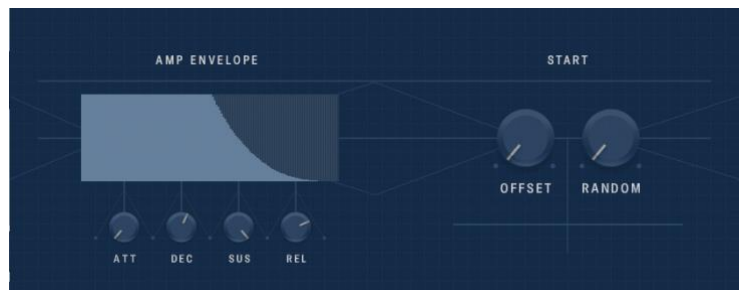 AMP ENVELOPE
START
OFFSET RANDOM
ATT DEC SUS REL